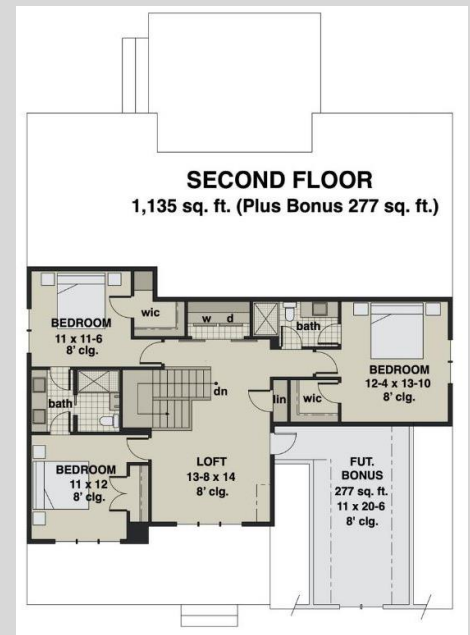 SECOND FLOOR
1,135 sq. ft. (Plus Bonus 277 sq. ft.)
BEDROOM
11 x 11-6
8' clg.
wic
w d
bath
BEDROOM
12-4 x 13-10
8' clg.
dn
lin
wic
bath
BEDROOM
11 x 12
8' clg.
LOFT
13-8 x 14
8' clg.
FUT.
BONUS
277 sq. ft.
11 x 20-6
8' clg.